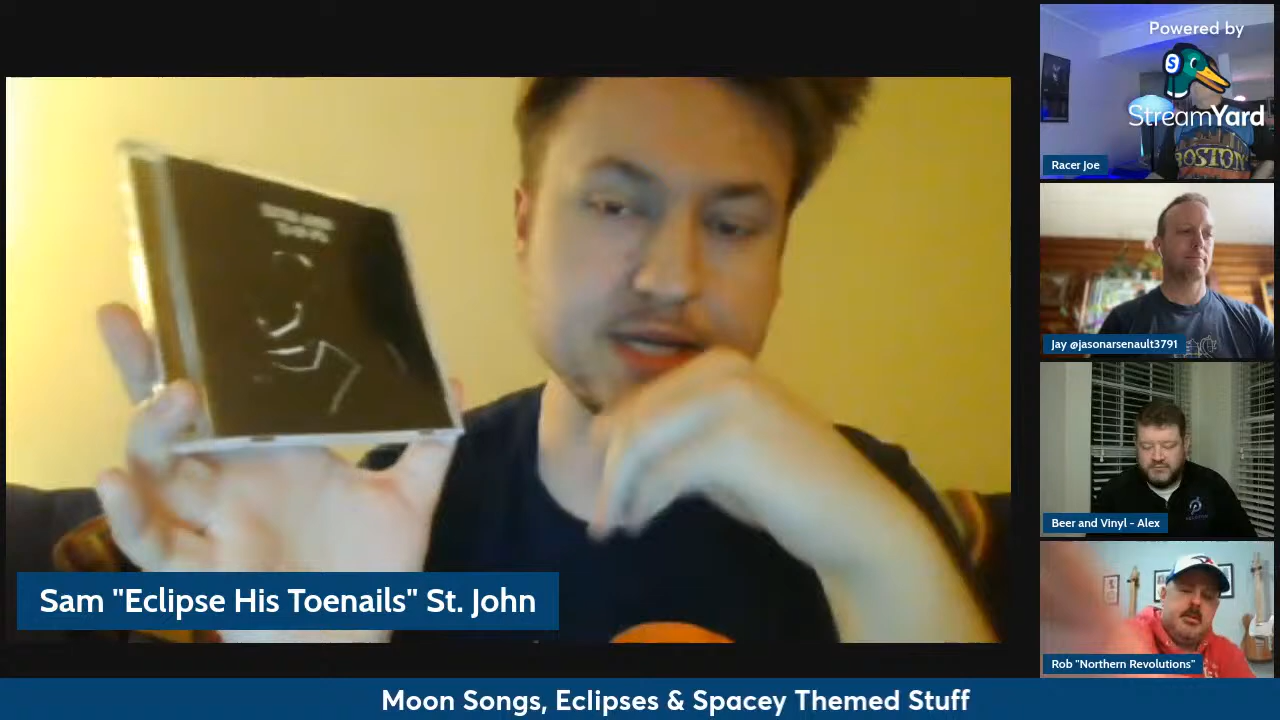 Powered by
S
StreamYard
BOSTON
Racer Joe
Jay @jasonarsenault3791
Beer and Vinyl - Alex
Rob "Northern Revolutions"
Sam "Eclipse His Toenails" St. John
Moon Songs, Eclipses & Spacey Themed Stuff